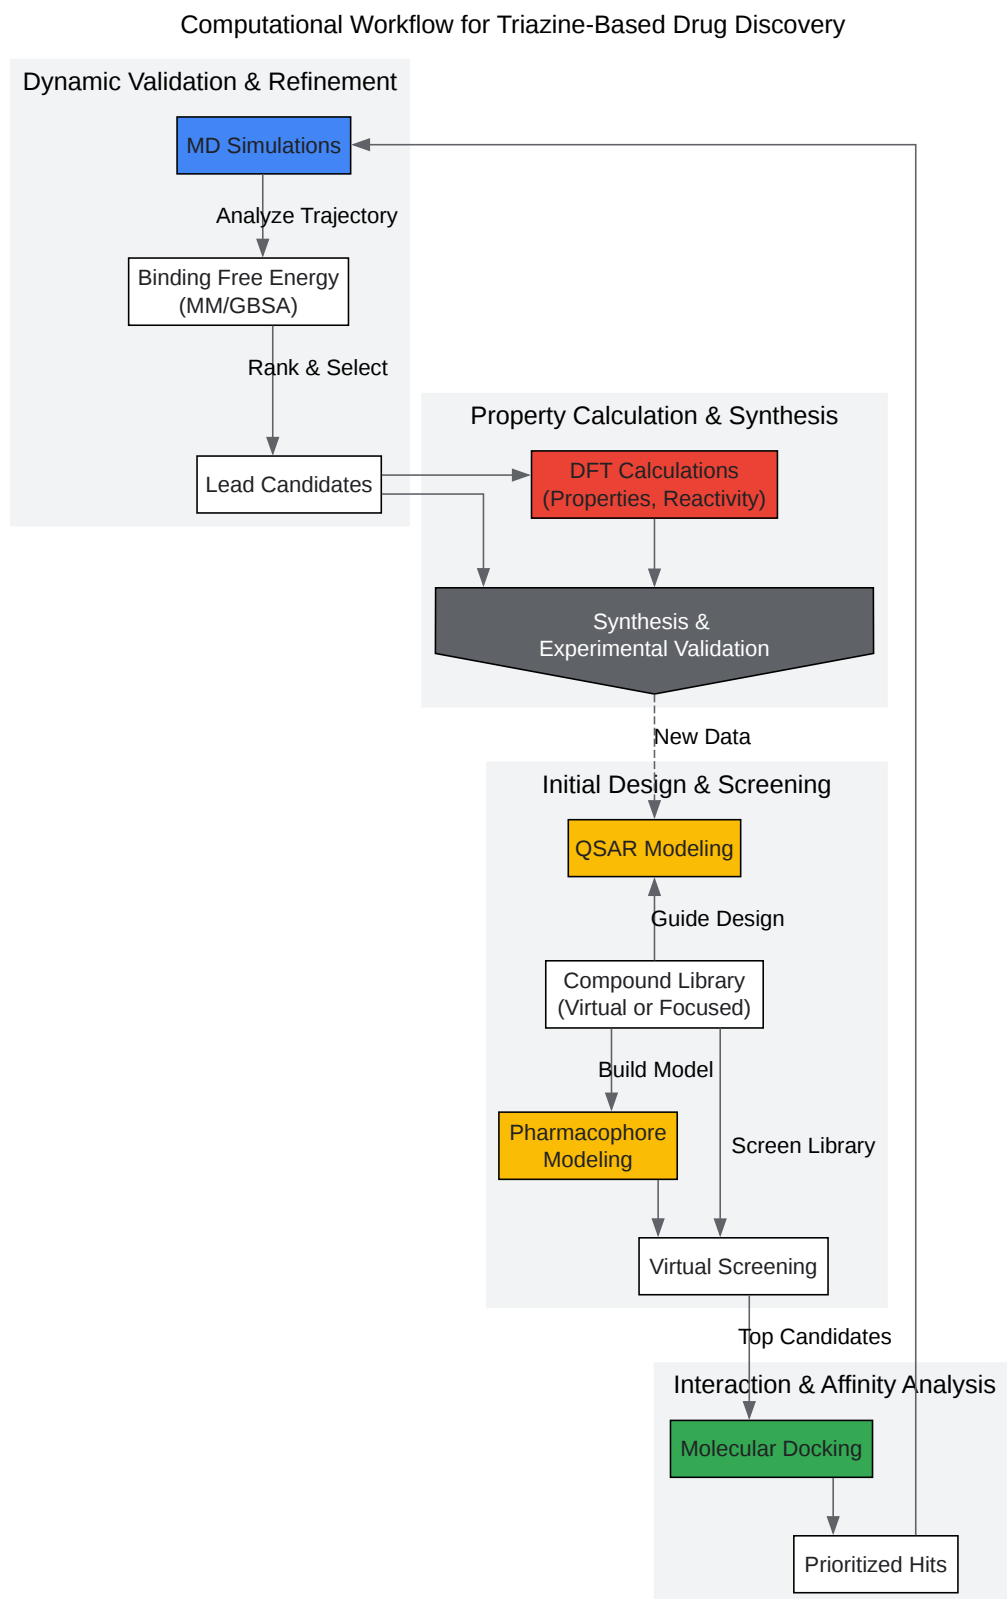 Computational Workflow for Triazine-Based Drug Discovery
Dynamic Validation & Refinement
MD Simulations
Analyze Trajectory
Binding Free Energy
(MM/GBSA)
Rank & Select
Lead Candidates
Property Calculation & Synthesis
DFT Calculations
(Properties, Reactivity)
Synthesis &
Experimental Validation
New Data
Initial Design & Screening
QSAR Modeling
Guide Design
Compound Library
(Virtual or Focused)
Build Model
Pharmacophore
Modeling
Screen Library
Virtual Screening
Top Candidates
Interaction & Affinity Analysis
Molecular Docking
Prioritized Hits